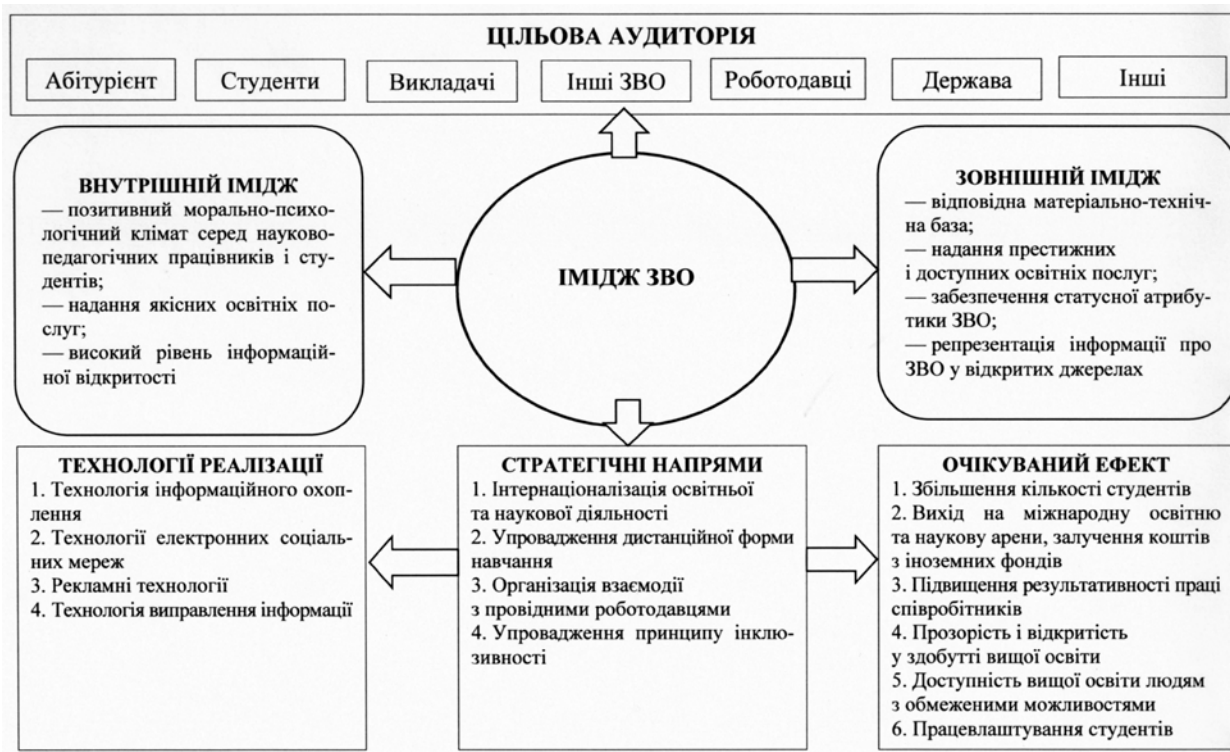 ЦІЛЬОВА АУДИТОРІЯ
Абітурієнт
Студенти
Викладачі
Інші ЗВО
Роботодавці
Держава
Інші
ВНУТРІШНІЙ ІМІДЖ
— позитивний морально-психо-
логічний клімат серед науково-
педагогічних працівників і сту-
дентів;
— надання якісних освітніх по-
слуг;
— високий рівень інформацій-
ної відкритості
ІМІДЖ ЗВО
ЗОВНІШНІЙ ІМІДЖ
— відповідна матеріально-техніч-
на база;
— надання престижних
і доступних освітніх послуг;
— забезпечення статусної атрибу-
тики ЗВО;
— репрезентація інформації про
ЗВО у відкритих джерелах
ТЕХНОЛОГІЇ РЕАЛІЗАЦІЇ
1. Технологія інформаційного охоп-
лення
2. Технології електронних соціаль-
них мереж
3. Рекламні технології
4. Технологія виправлення інформації
СТРАТЕГІЧНІ НАПРЯМИ
1. Інтернаціоналізація освітньої
та наукової діяльності
2. Упровадження дистанційної форми
навчання
3. Організація взаємодії
з провідними роботодавцями
4. Упровадження принципу інклю-
зивності
ОЧІКУВАНИЙ ЕФЕКТ
1. Збільшення кількості студентів
2. Вихід на міжнародну освітню
та наукову арени, залучення коштів
з іноземних фондів
3. Підвищення результативності праці
співробітників
4. Прозорість і відкритість
у здобутті вищої освіти
5. Доступність вищої освіти людям
з обмеженими можливостями
6. Працевлаштування студентів